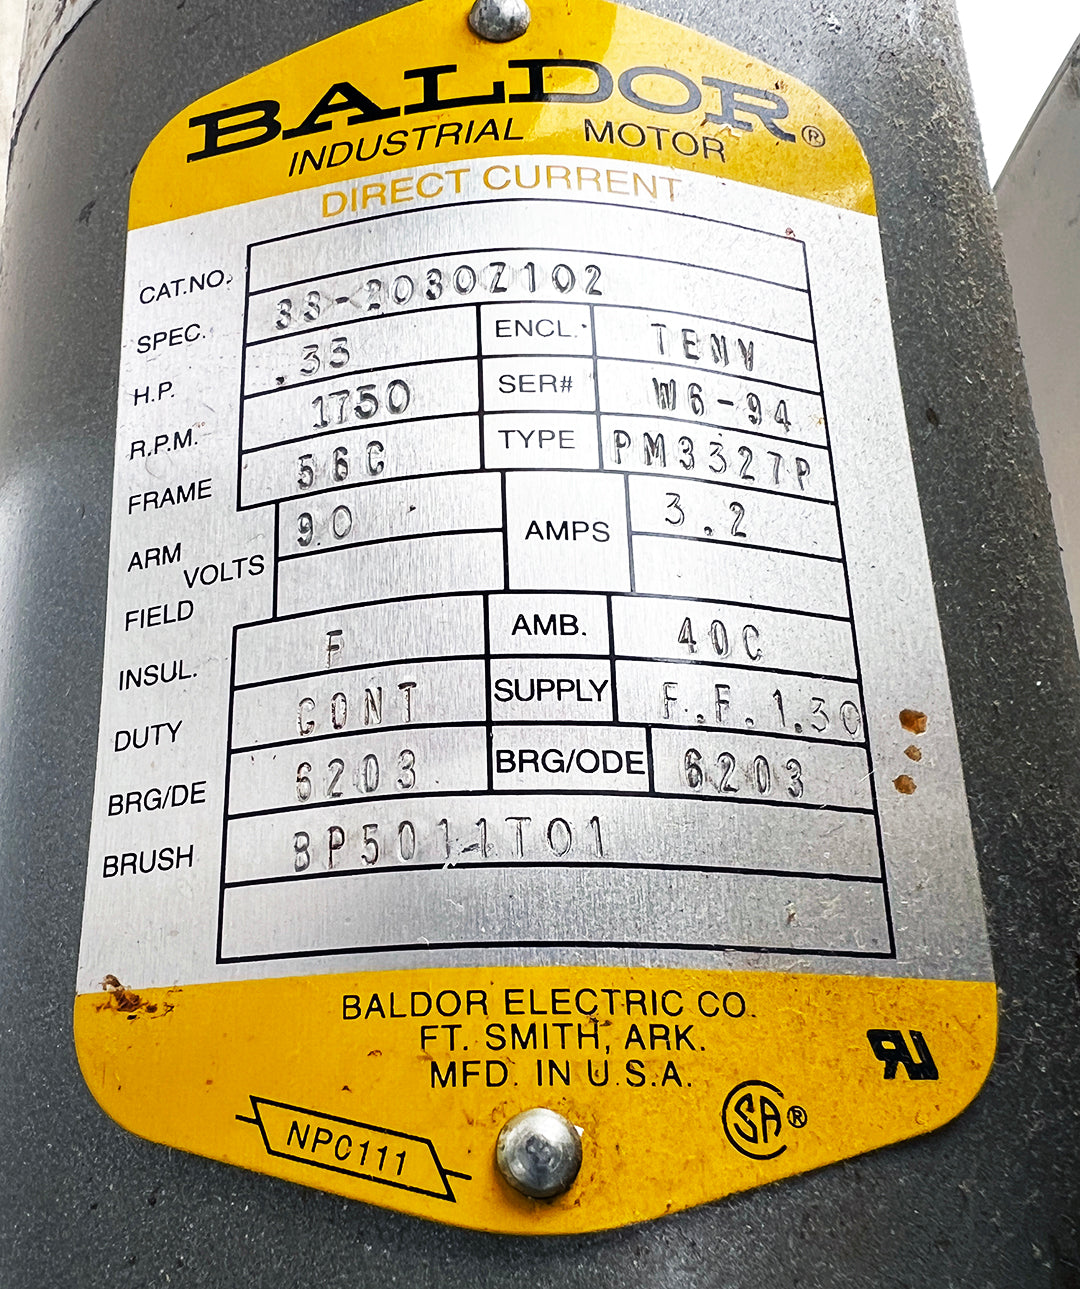 BALDOR®
INDUSTRIAL MOTOR
DIRECT CURRENT
CAT.NO.
SPEC. 33-2030Z102
H.P. .33 ENCL. TENV
R.P.M. 1750 SER# W6-94
FRAME 56C TYPE PM3327P
ARM VOLTS 90 AMPS 3.2
FIELD
INSUL. F AMB. 40C
DUTY CONT SUPPLY F.F.1.30
BRG/DE 6203 BRG/ODE 6203
BRUSH BP5011T01
BALDOR ELECTRIC CO.
FT. SMITH, ARK.
MFD. IN U.S.A.
NPC111
SA®
RU